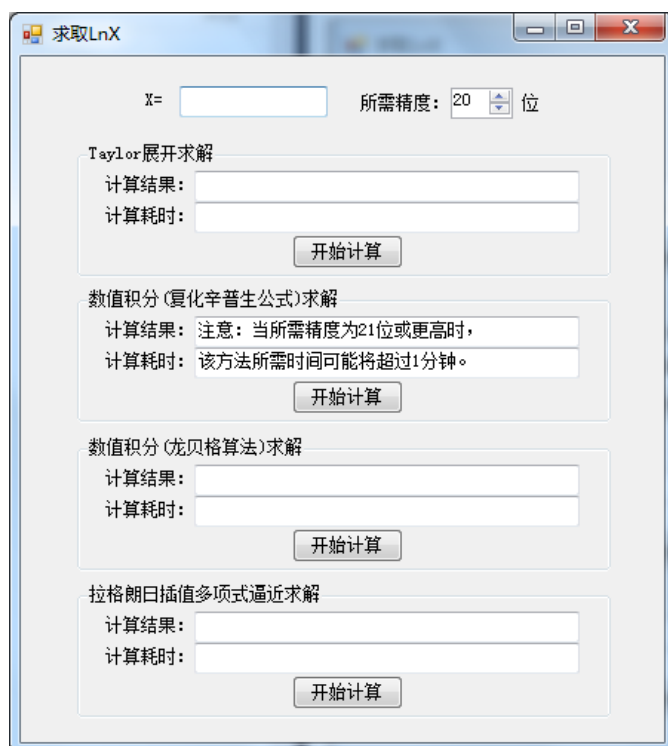 求取LnX
X= 所需精度: 20 位
Taylor展开求解
计算结果:
计算耗时:
开始计算
数值积分(复化辛普生公式)求解
计算结果: 注意: 当所需精度为21位或更高时,
计算耗时: 该方法所需时间可能将超过1分钟。
开始计算
数值积分(龙贝格算法)求解
计算结果:
计算耗时:
开始计算
拉格朗日插值多项式逼近求解
计算结果:
计算耗时:
开始计算